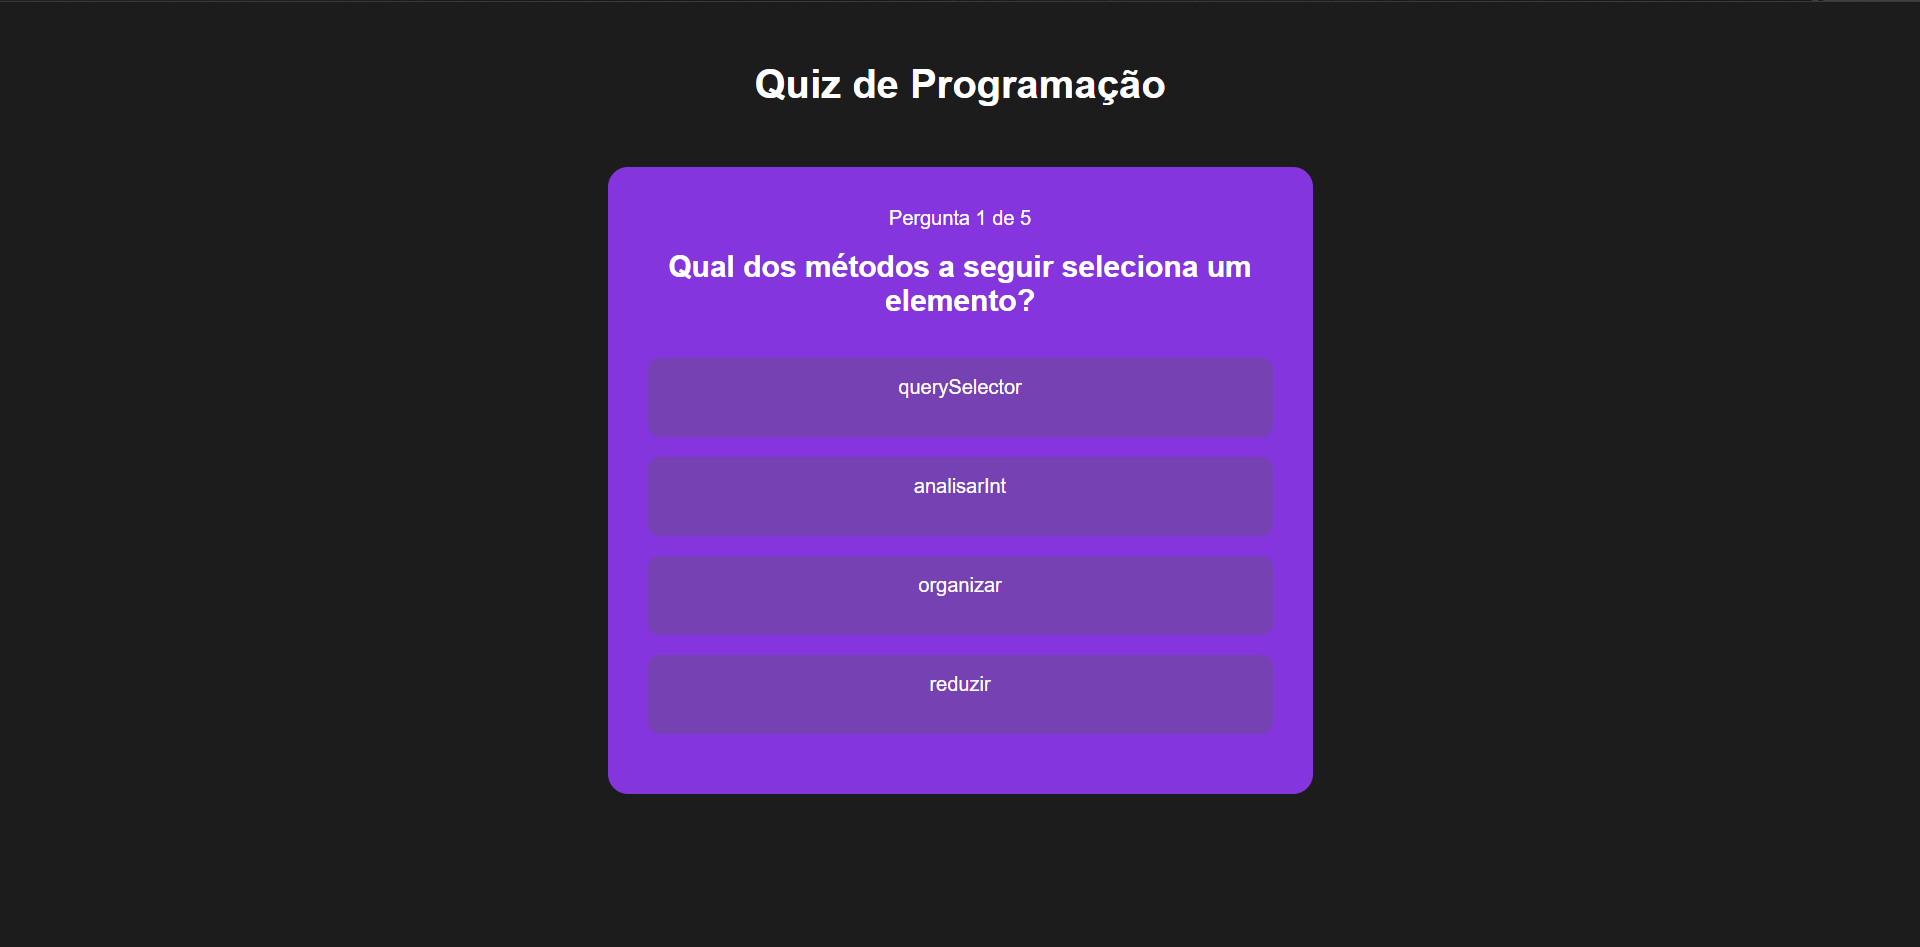 Quiz de Programação
Pergunta 1 de 5
Qual dos métodos a seguir seleciona um
elemento?
querySelector
analisarInt
organizar
reduzir